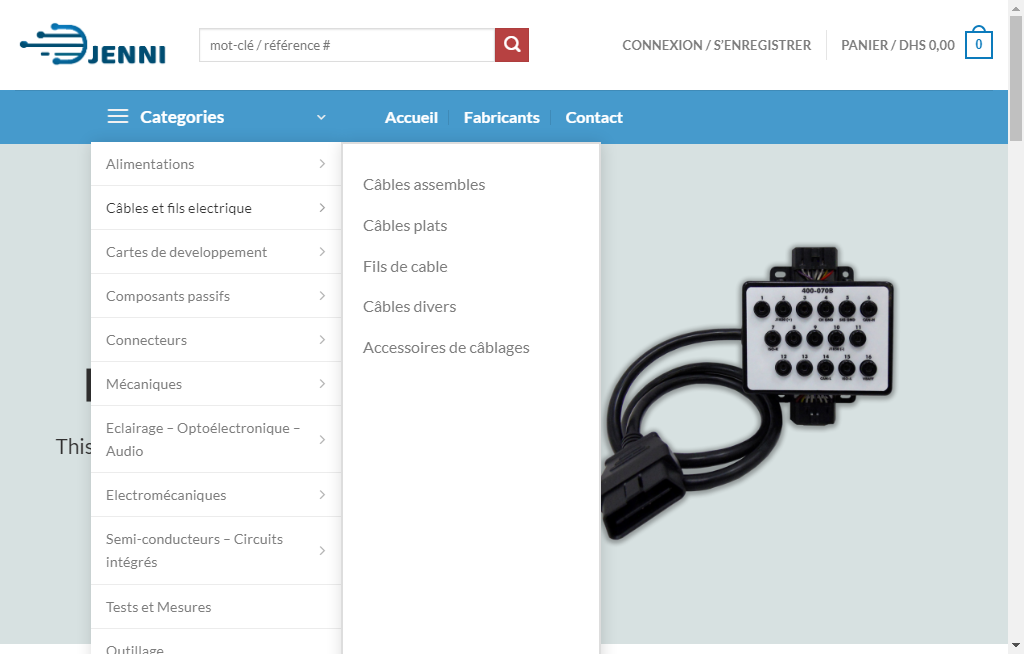 JENNI
mot-clé / référence #
CONNEXION / S'ENREGISTRER
PANIER / DHS 0,00
0
Categories
Accueil
Fabricants
Contact
Alimentations
Câbles et fils electrique
Cartes de developpement
Composants passifs
Connecteurs
Mécaniques
Eclairage – Optoélectronique –
Audio
Electromécaniques
Semi-conducteurs – Circuits
intégrés
Tests et Mesures
Outillage
Câbles assembles
Câbles plats
Fils de cable
Câbles divers
Accessoires de câblages
This
400-070B
1 2 3 4 5 6
7 8 9 10 11
12 13 14 15 16